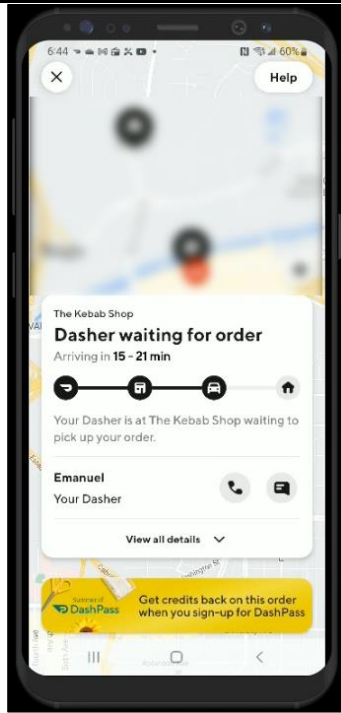 6:44
60%
Help
The Kebab Shop
Dasher waiting for order
Arriving in 15 - 21 min
Your Dasher is at The Kebab Shop waiting to
pick up your order.
Emanuel
Your Dasher
View all details
Summer of
DashPass
Get credits back on this order
when you sign-up for DashPass